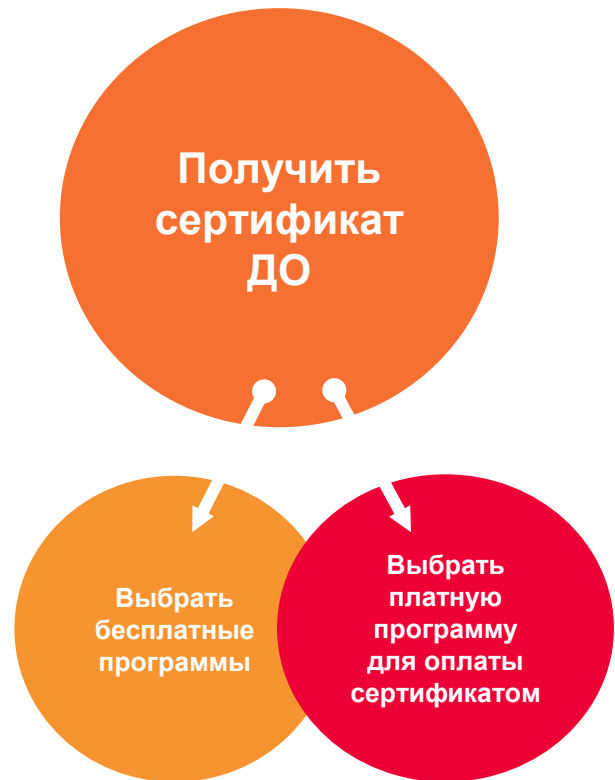 Получить
сертификат
ДО
Выбрать
бесплатные
программы
Выбрать
платную
программу
для оплаты
сертификатом